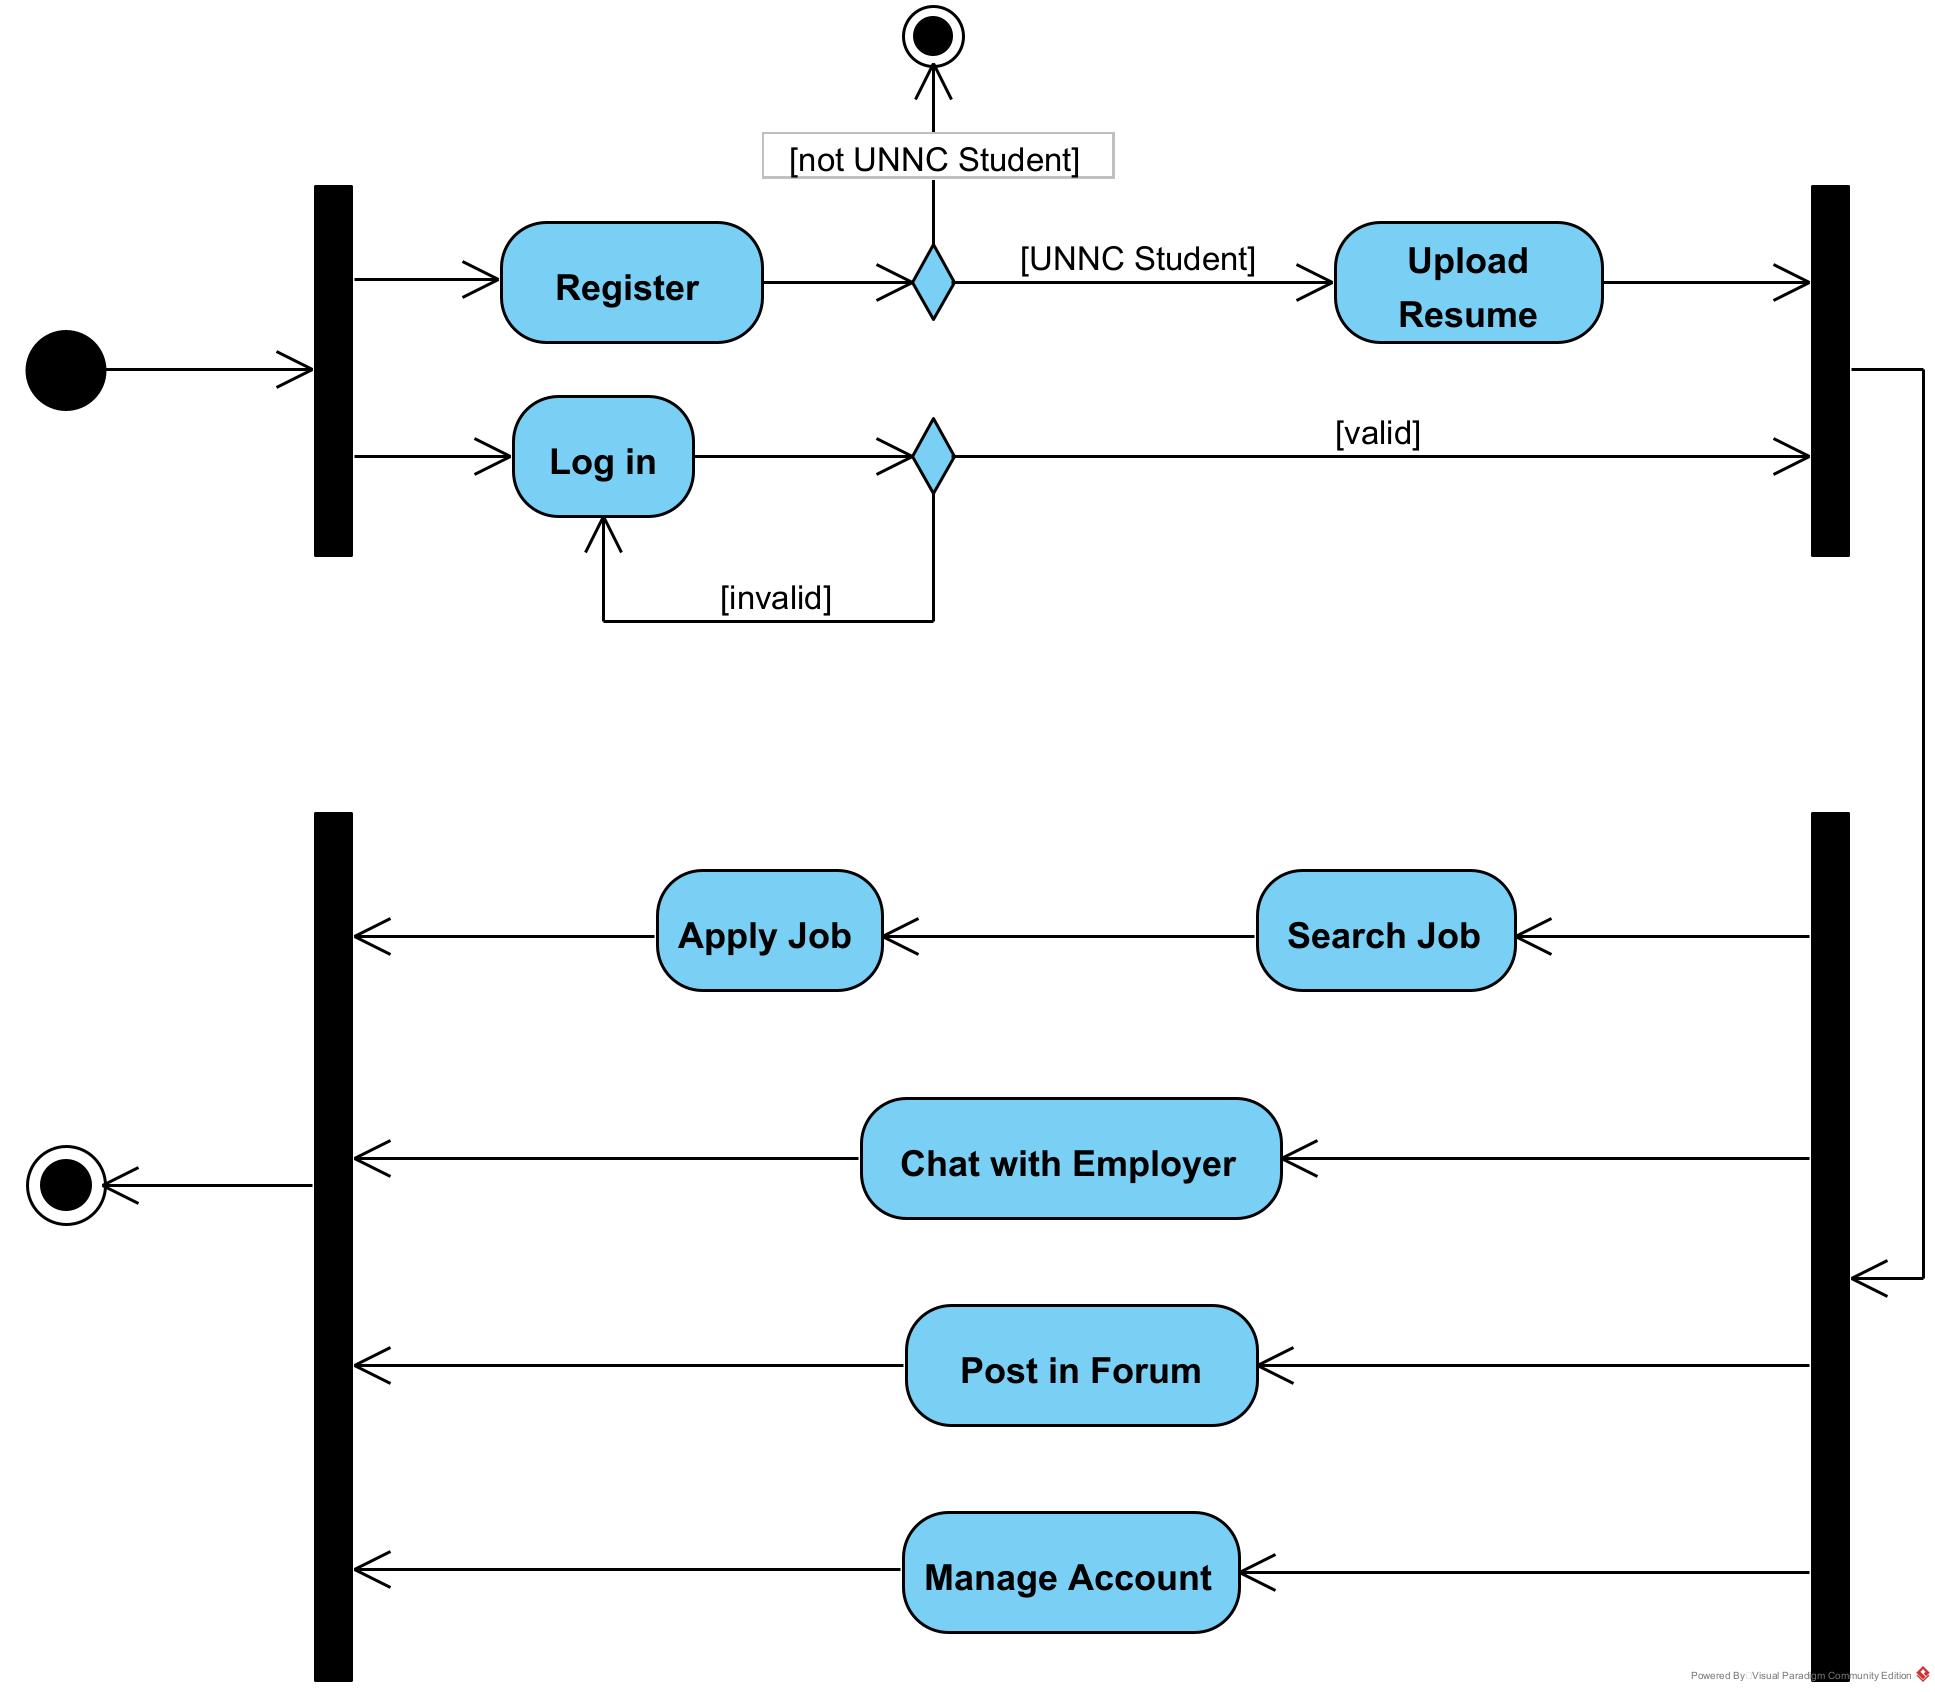 [not UNNC Student]
Register
[UNNC Student]
Upload
Resume
Log in
[valid]
[invalid]
Apply Job
Search Job
Chat with Employer
Post in Forum
Manage Account
Powered By Visual Paradigm Community Edition